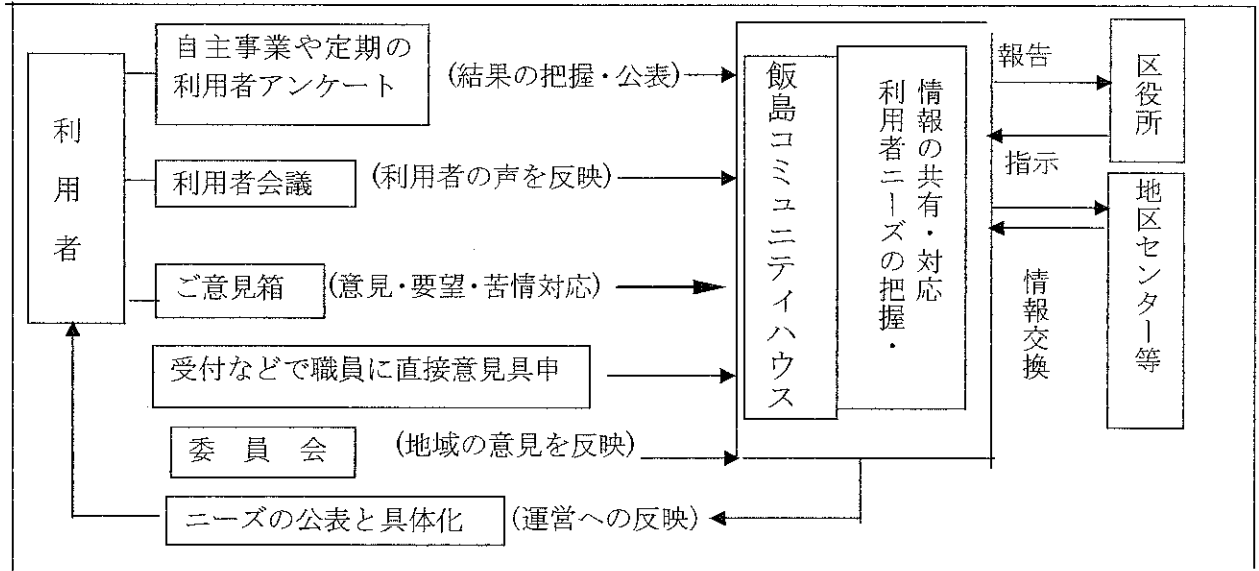 利用者
自主事業や定期の
利用者アンケート
(結果の把握・公表)
利用者会議
(利用者の声を反映)
ご意見箱
(意見・要望・苦情対応)
受付などで職員に直接意見具申
委員会
(地域の意見を反映)
ニーズの公表と具体化
(運営への反映)
飯島コミュニティハウス
情報の共有・対応
利用者ニーズの把握・
報告
指示
区役所
情報交換
地区センター等